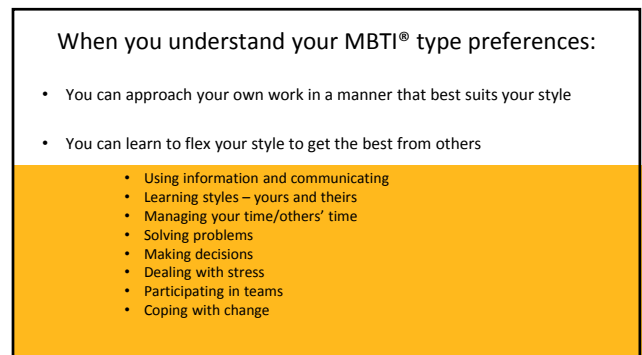 When you understand your MBTI® type preferences:
• You can approach your own work in a manner that best suits your style
• You can learn to flex your style to get the best from others
• Using information and communicating
• Learning styles – yours and theirs
• Managing your time/others’ time
• Solving problems
• Making decisions
• Dealing with stress
• Participating in teams
• Coping with change